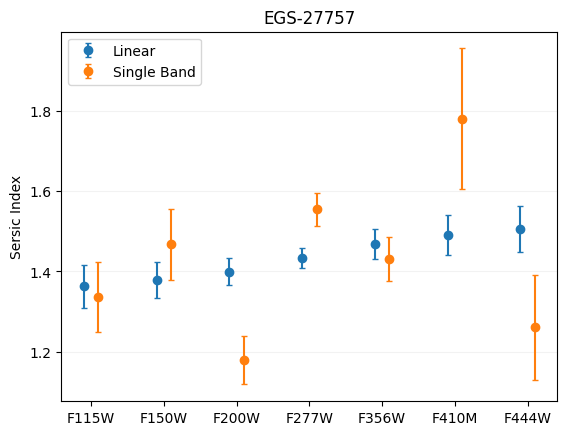 EGS-27757
Linear
Single Band
Sersic Index
1.8
1.6
1.4
1.2
F115W F150W F200W F277W F356W F410M F444W